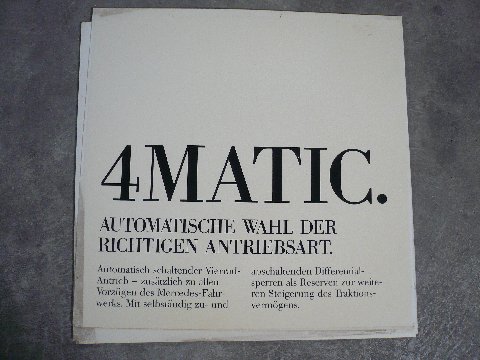 4MATIC.
AUTOMATISCHE WAHL DER
RICHTIGEN ANTRIEBSART.
Automatisch schaltender Vierrad-
Antrieb – zusätzlich zu allen
Vorzügen des Mercedes-Fahr
werks. Mit selbständig zu- und
abschaltenden Differential-
sperren als Reserven zur weite-
ren Steigerung des Traktions-
vermögens.